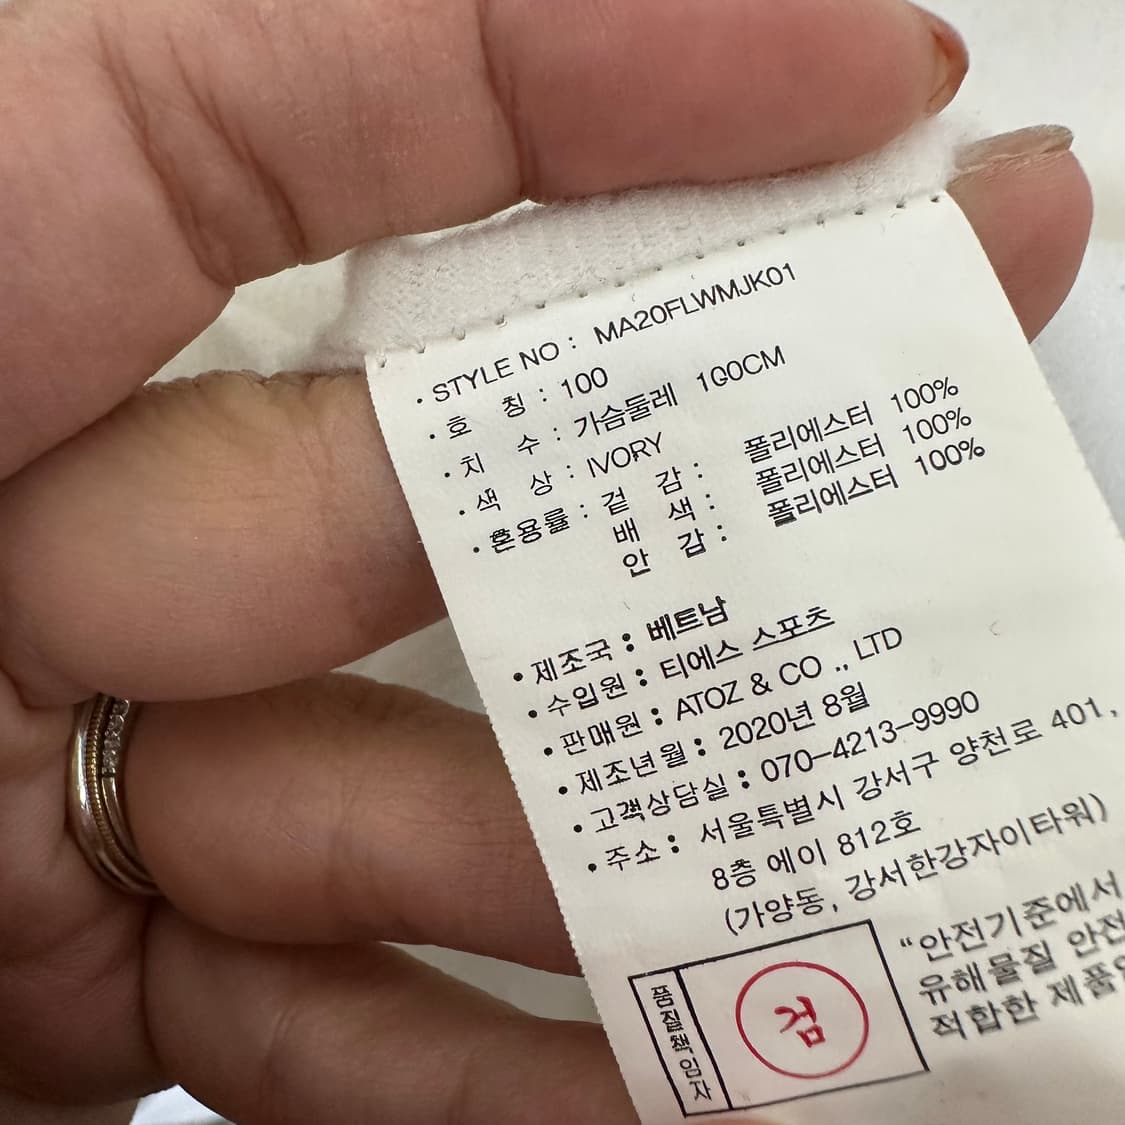 · STYLE NO : MA20FLWMJK01
· 호 칭 : 100
· 치 수 : 가슴둘레 100CM
· 색 상 : IVORY
· 혼용률 : 겉 감 : 폴리에스터 100%
배 색 : 폴리에스터 100%
안 감 : 폴리에스터 100%
· 제조국 : 베트남
· 수입원 : 티에스 스포츠
· 판매원 : ATOZ & CO ., LTD
· 제조년월 : 2020년 8월
· 고객상담실 : 070-4213-9990
· 주소 : 서울특별시 강서구 양천로 401,
8층 에이 812호
(가양동, 강서한강자이타워)
품질책임자
검
“안전기준에서
유해물질 안전
적합한 제품